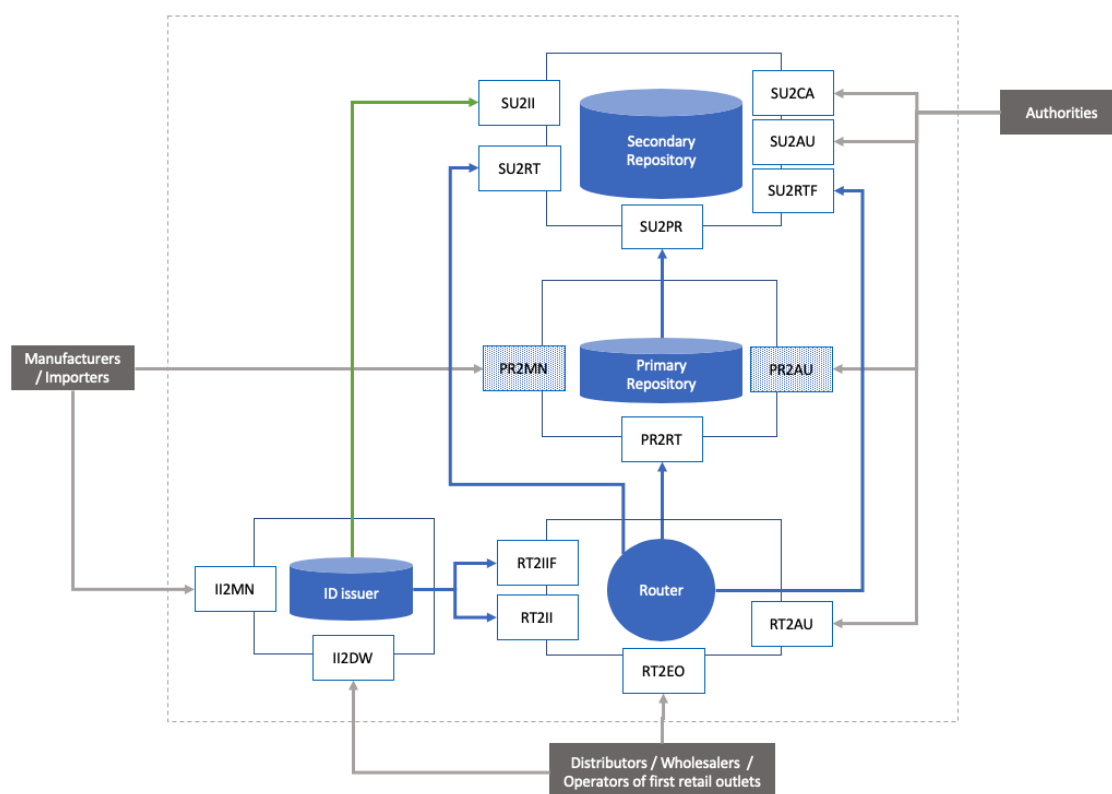 SU2II
SU2CA
Authorities
Secondary
Repository
SU2AU
SU2RT
SU2RTF
SU2PR
Manufacturers
/ Importers
PR2MN
Primary
Repository
PR2AU
PR2RT
RT2IIF
II2MN
ID issuer
Router
RT2II
RT2AU
II2DW
RT2EO
Distributors / Wholesalers /
Operators of first retail outlets